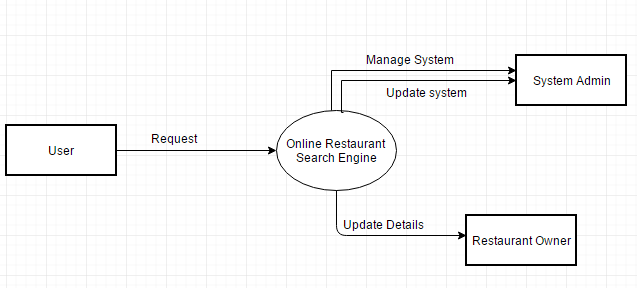 Manage System
System Admin
Update system
Request
Online Restaurant
Search Engine
User
Update Details
Restaurant Owner